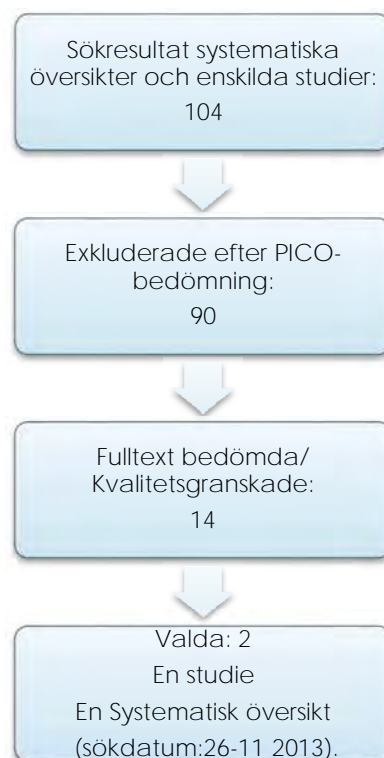 Sökresultat systematiska
översikter och enskilda studier:
104
Exkluderade efter PICO-
bedömning:
90
Fulltext bedömda/
Kvalitetsgranskade:
14
Valda: 2
En studie
En Systematisk översikt
(sökdatum:26-11 2013).